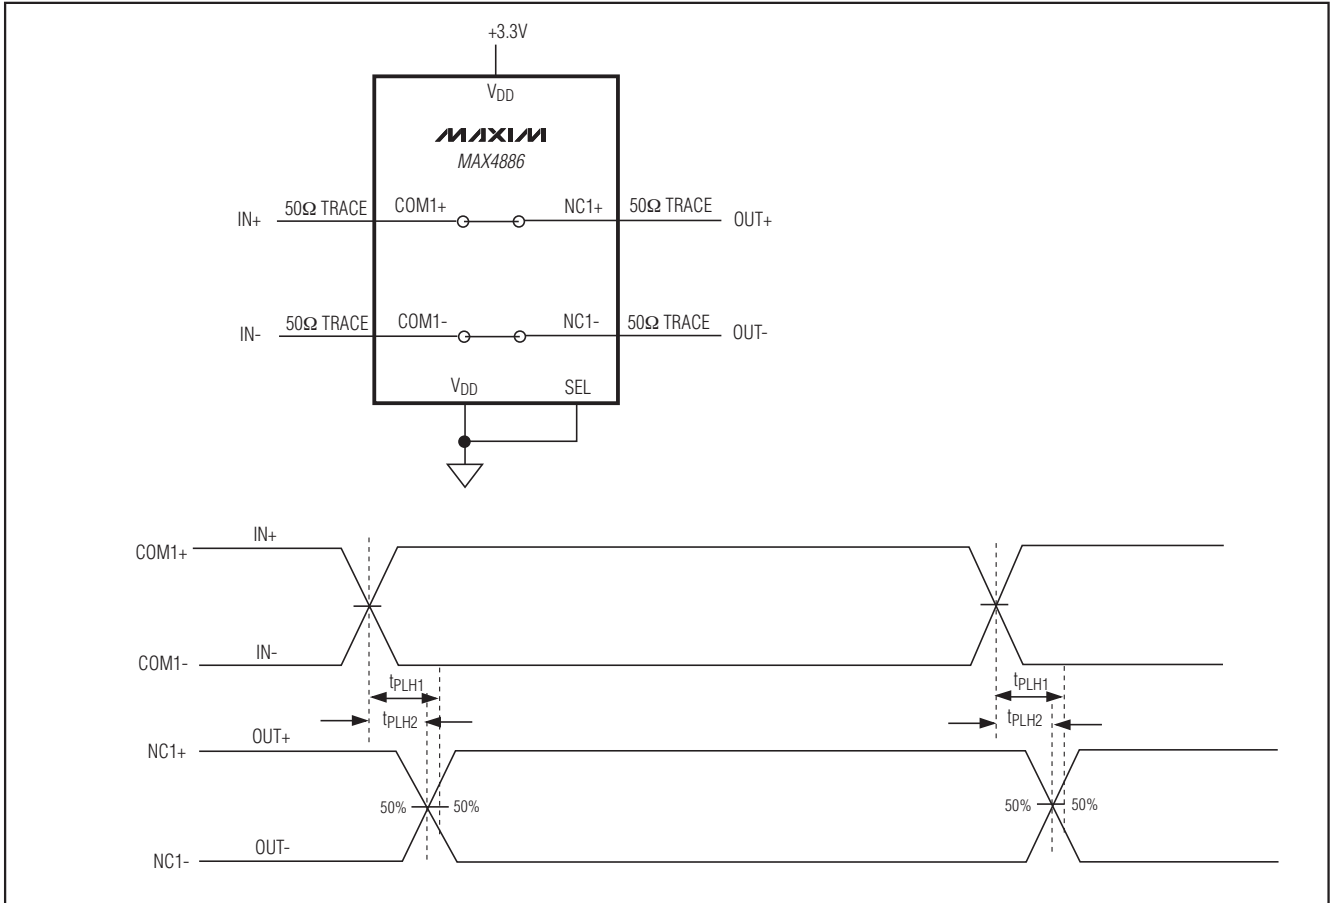 +3.3V
VDD
MAXIM
MAX4886
IN+ 50Ω TRACE COM1+ NC1+ 50Ω TRACE OUT+
IN- 50Ω TRACE COM1- NC1- 50Ω TRACE OUT-
VDD SEL
COM1+ IN+
COM1- IN-
tPLH1 tPLH1
tPLH2 tPLH2
NC1+ OUT+
50% 50% 50% 50%
NC1- OUT-